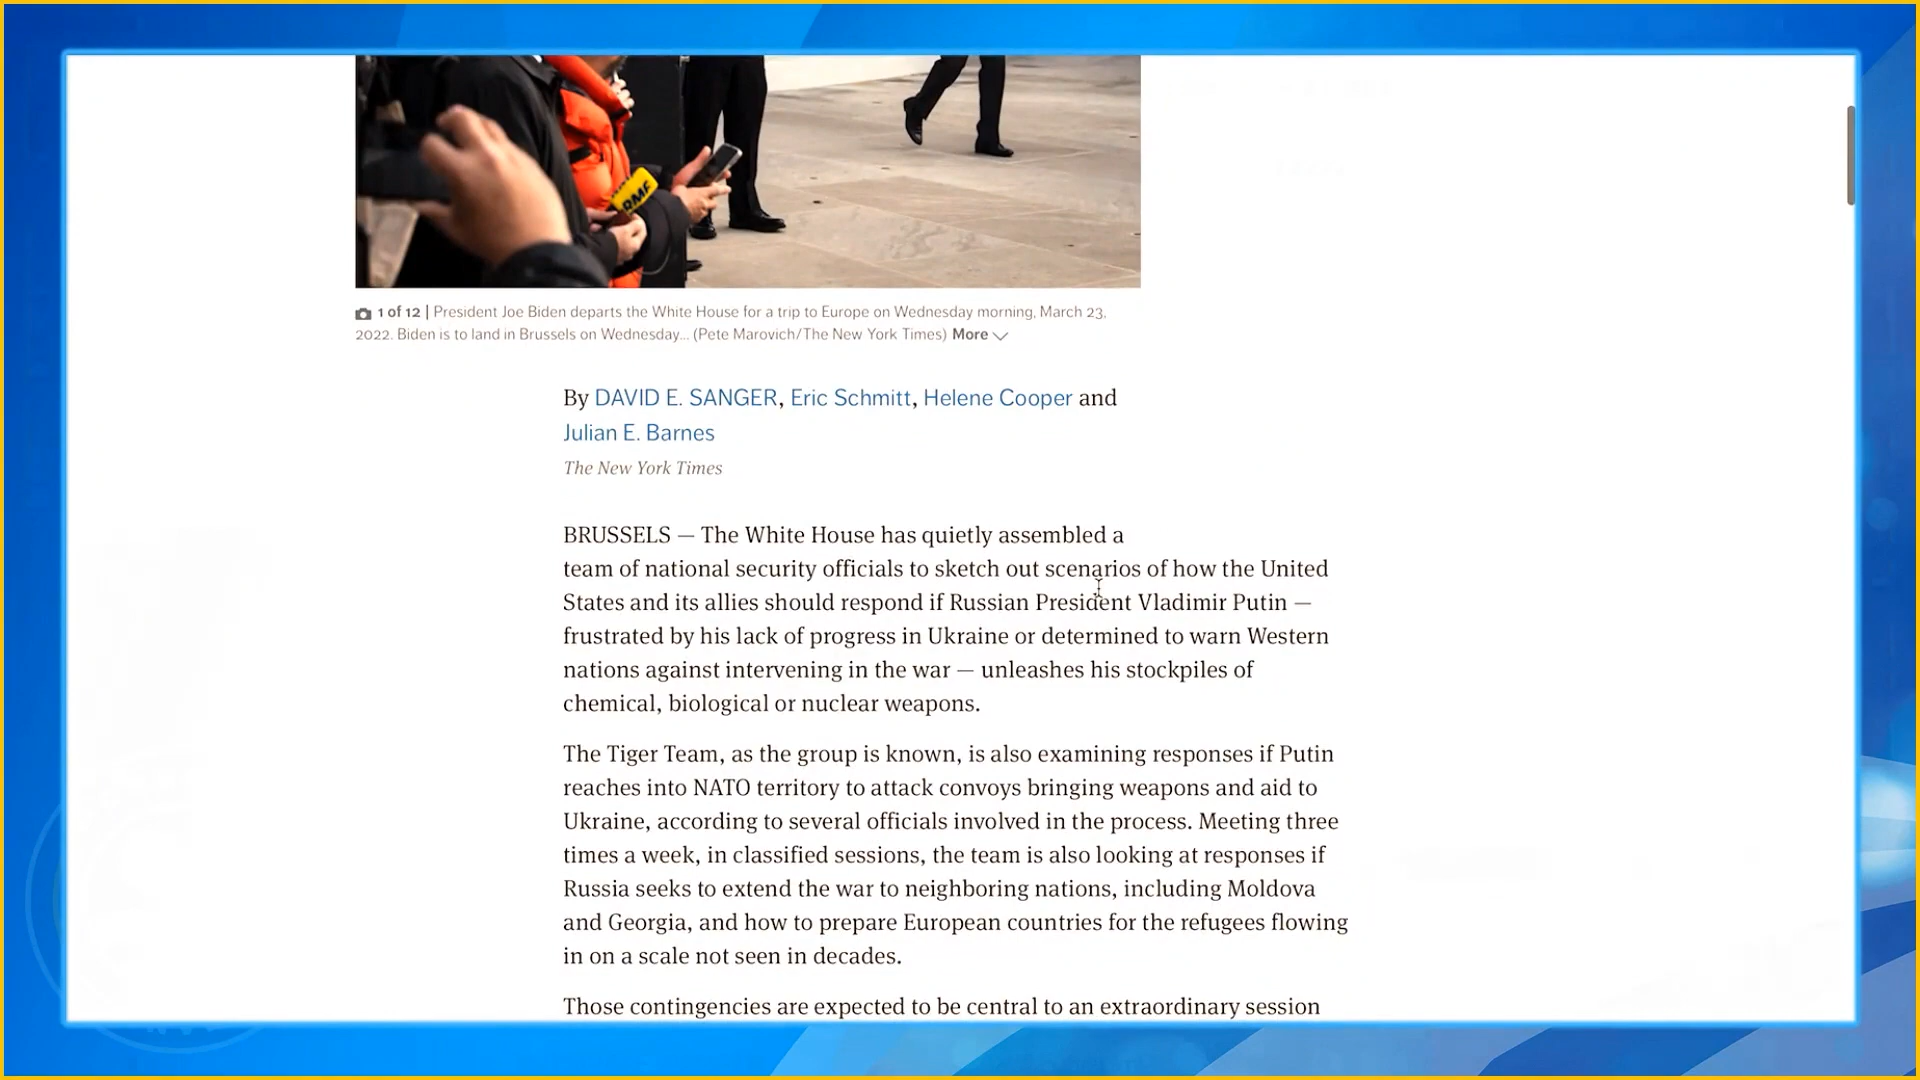 RMF
1 of 12 | President Joe Biden departs the White House for a trip to Europe on Wednesday morning, March 23,
2022. Biden is to land in Brussels on Wednesday... (Pete Marovich/The New York Times) More
By DAVID E. SANGER, Eric Schmitt, Helene Cooper and
Julian E. Barnes
The New York Times
BRUSSELS — The White House has quietly assembled a
team of national security officials to sketch out scenarios of how the United
States and its allies should respond if Russian President Vladimir Putin —
frustrated by his lack of progress in Ukraine or determined to warn Western
nations against intervening in the war — unleashes his stockpiles of
chemical, biological or nuclear weapons.
The Tiger Team, as the group is known, is also examining responses if Putin
reaches into NATO territory to attack convoys bringing weapons and aid to
Ukraine, according to several officials involved in the process. Meeting three
times a week, in classified sessions, the team is also looking at responses if
Russia seeks to extend the war to neighboring nations, including Moldova
and Georgia, and how to prepare European countries for the refugees flowing
in on a scale not seen in decades.
Those contingencies are expected to be central to an extraordinary session